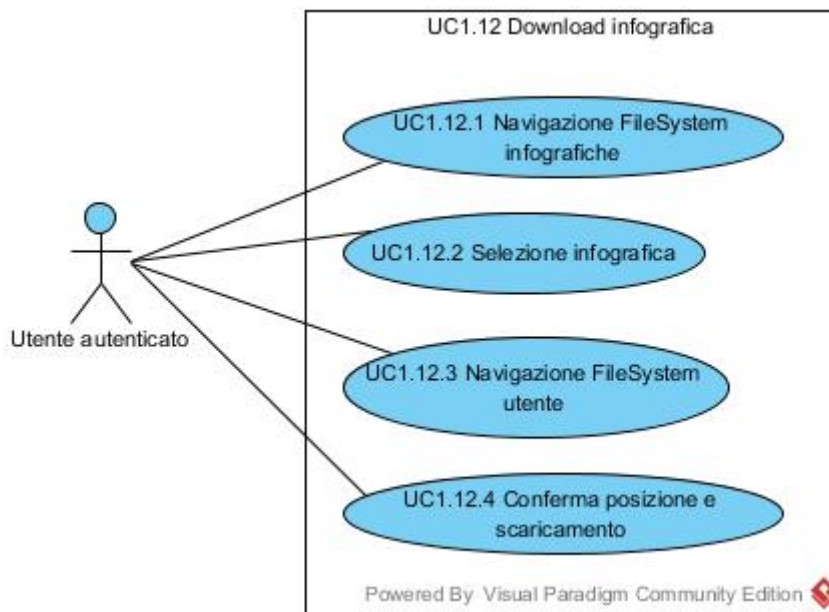 UC1.12 Download infografica
UC1.12.1 Navigazione FileSystem
infografiche
UC1.12.2 Selezione infografica
Utente autenticato
UC1.12.3 Navigazione FileSystem
utente
UC1.12.4 Conferma posizione e
scaricamento
Powered By Visual Paradigm Community Edition